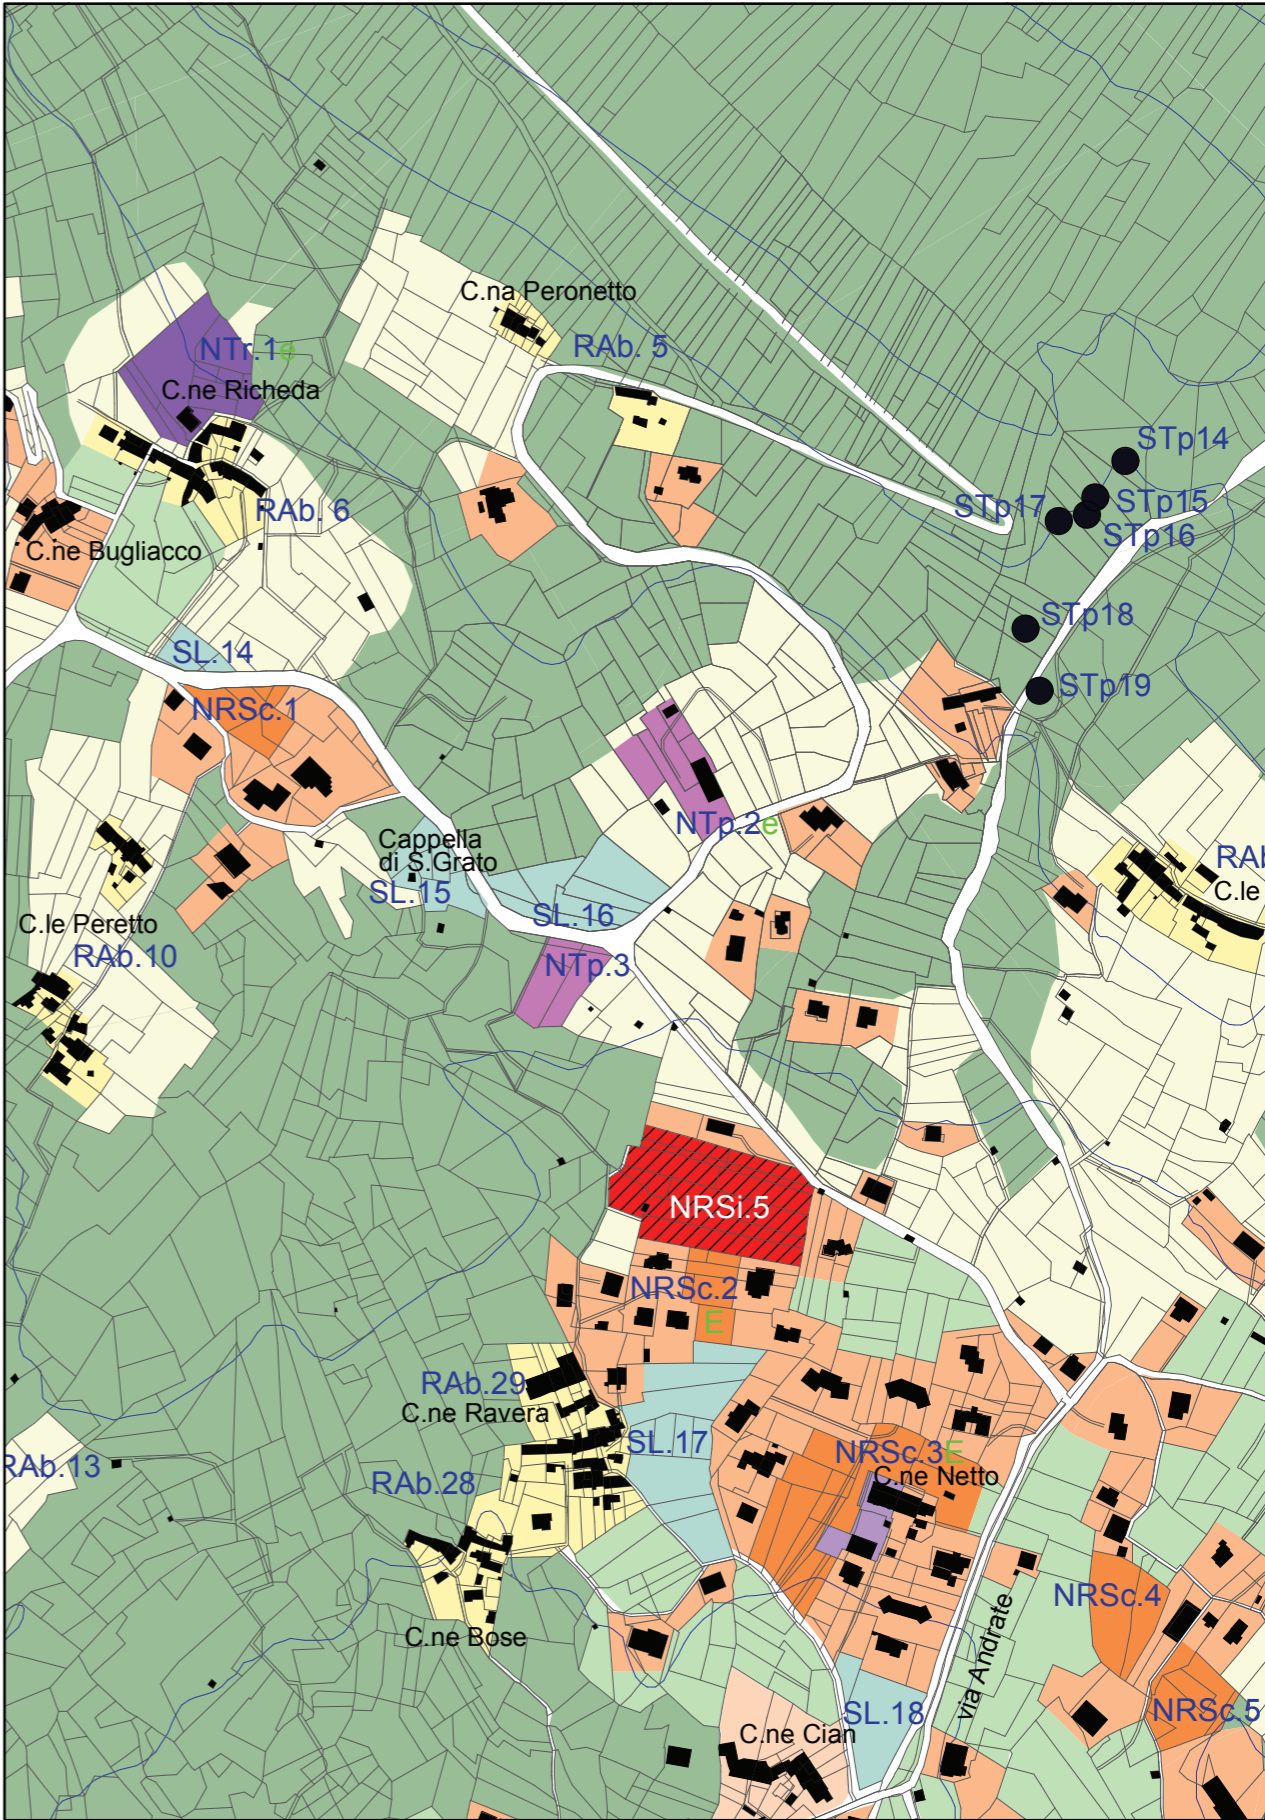 C.na Peronetto
NTr.1e
RAb. 5
C.ne Richeda
STp14
STp17
STp15
RAb. 6
STp16
C.ne Bugliacco
STp18
SL.14
STp19
NRSc.1
NTp.2e
Cappella
di S.Grato
RAb
SL.15
C.le
SL.16
C.le Peretto
RAb.10
NTp.3
NRSi.5
NRSc.2
E
RAb.29
C.ne Ravera
SL.17
NRSc.3E
RAb.13
C.ne Netto
RAb.28
NRSc.4
C.ne Bose
via Andrate
SL.18
NRSc.5
C.ne Cian